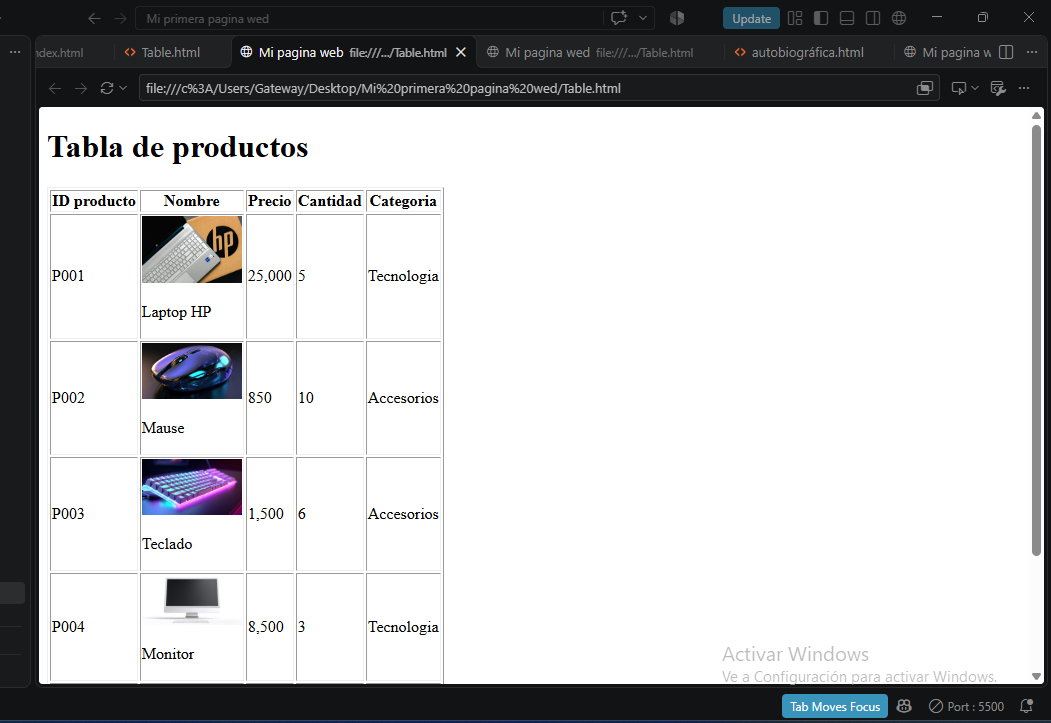 Mi primera pagina wed
Update
ndex.html
Table.html
Mi pagina web file:///.../Table.html
Mi pagina wed file:///.../Table.html
autobiográfica.html
Mi pagina w
file:///c%3A/Users/Gateway/Desktop/Mi%20primera%20pagina%20wed/Table.html
Tabla de productos
ID producto Nombre Precio Cantidad Categoria
hp
P001 Laptop HP 25,000 5 Tecnologia
P002 Mause 850 10 Accesorios
P003 Teclado 1,500 6 Accesorios
P004 Monitor 8,500 3 Tecnologia
Activar Windows
Ve a Configuración para activar Windows.
Tab Moves Focus
Port : 5500